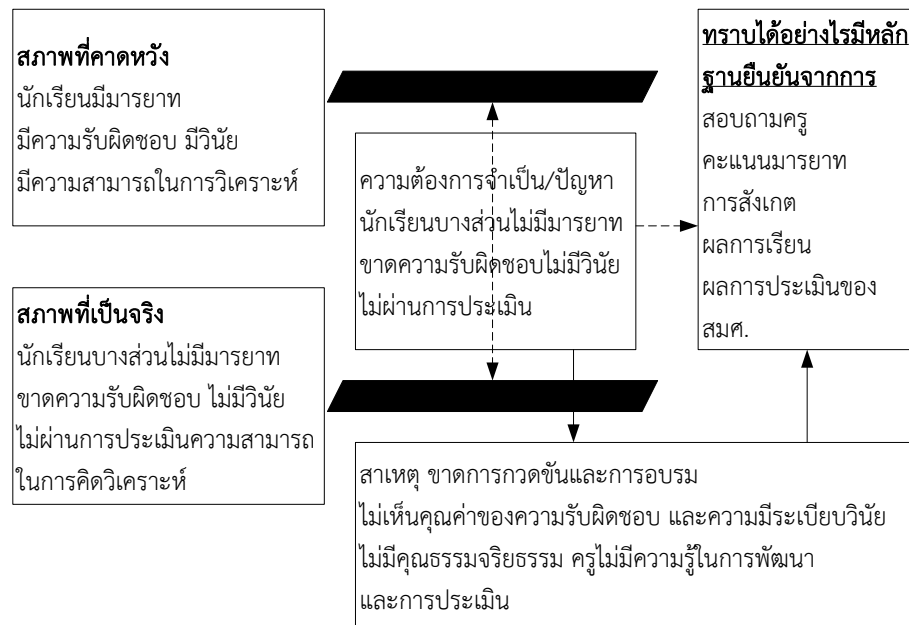 สภาพที่คาดหวัง
นักเรียนมีมารยาท
มีความรับผิดชอบ มีวินัย
มีความสามารถในการวิเคราะห์
สภาพที่เป็นจริง
นักเรียนบางส่วนไม่มีมารยาท
ขาดความรับผิดชอบ ไม่มีวินัย
ไม่ผ่านการประเมินความสามารถ
ในการคิดวิเคราะห์
ความต้องการจำเป็น/ปัญหา
นักเรียนบางส่วนไม่มีมารยาท
ขาดความรับผิดชอบไม่มีวินัย
ไม่ผ่านการประเมิน
ทราบได้อย่างไรมีหลัก
ฐานยืนยันจากการ
สอบถามครู
คะแนนมารยาท
การสังเกต
ผลการเรียน
ผลการประเมินของ
สมศ.
สาเหตุ ขาดการกวดขันและการอบรม
ไม่เห็นคุณค่าของความรับผิดชอบ และความมีระเบียบวินัย
ไม่มีคุณธรรมจริยธรรม ครูไม่มีความรู้ในการพัฒนา
และการประเมิน